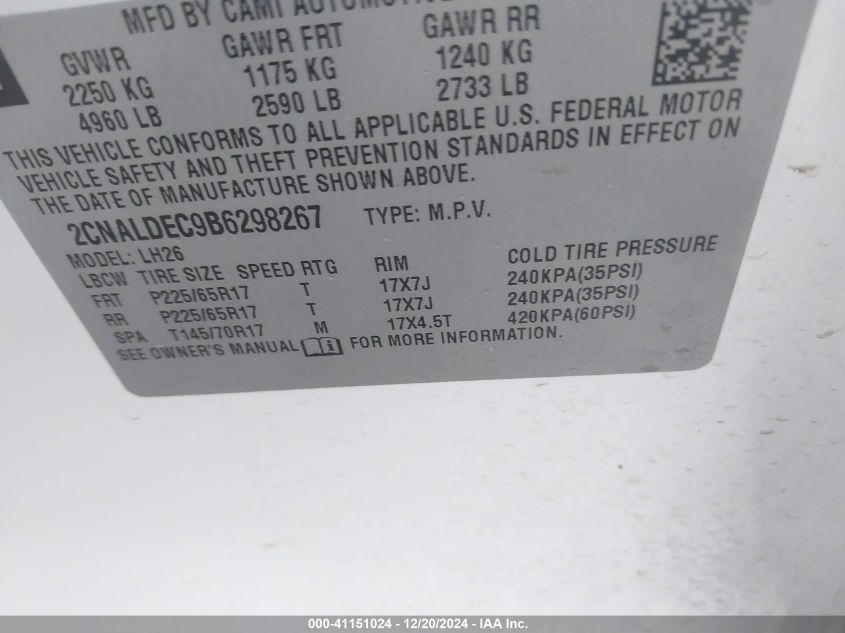 MFD BY CAMI AUTOMOTIVE
GVWR GAWR FRT GAWR RR
2250 KG 1175 KG 1240 KG
4960 LB 2590 LB 2733 LB
THIS VEHICLE CONFORMS TO ALL APPLICABLE U.S. FEDERAL MOTOR
VEHICLE SAFETY AND THEFT PREVENTION STANDARDS IN EFFECT ON
THE DATE OF MANUFACTURE SHOWN ABOVE.
2CNALDEC9B6298267 TYPE: M.P.V.
MODEL: LH26
LBCW TIRE SIZE SPEED RTG RIM COLD TIRE PRESSURE
FRT P225/65R17 T 17X7J 240KPA(35PSI)
RR P225/65R17 T 17X7J 240KPA(35PSI)
SPA T145/70R17 M 17X4.5T 420KPA(60PSI)
SEE OWNER'S MANUAL FOR MORE INFORMATION.
000-41151024 - 12/20/2024 - IAA Inc.